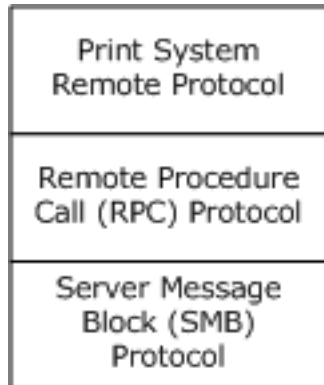 Print System
Remote Protocol
Remote Procedure
Call (RPC) Protocol
Server Message
Block (SMB)
Protocol